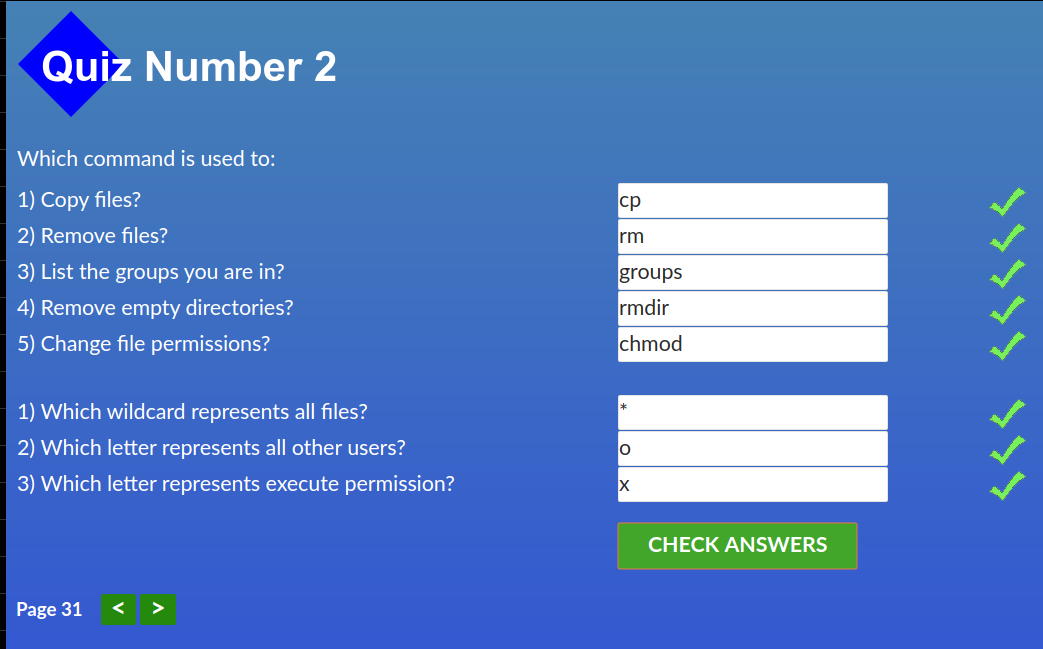 Quiz Number 2
Which command is used to:
1) Copy files? cp
2) Remove files? rm
3) List the groups you are in? groups
4) Remove empty directories? rmdir
5) Change file permissions? chmod
1) Which wildcard represents all files? *
2) Which letter represents all other users? o
3) Which letter represents execute permission? x
CHECK ANSWERS
Page 31 < >